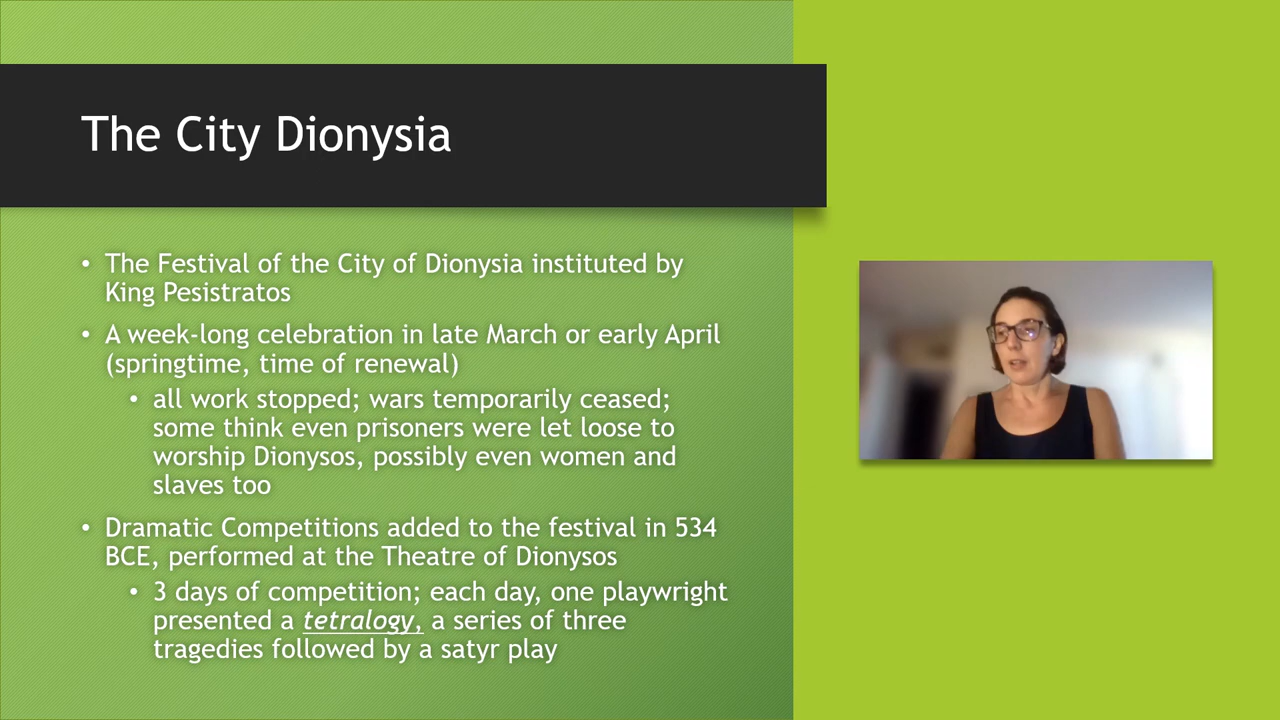 The City Dionysia
• The Festival of the City of Dionysia instituted by
King Pesistratos
• A week-long celebration in late March or early April
(springtime, time of renewal)
• all work stopped; wars temporarily ceased;
some think even prisoners were let loose to
worship Dionysos, possibly even women and
slaves too
• Dramatic Competitions added to the festival in 534
BCE, performed at the Theatre of Dionysos
• 3 days of competition; each day, one playwright
presented a tetralogy, a series of three
tragedies followed by a satyr play